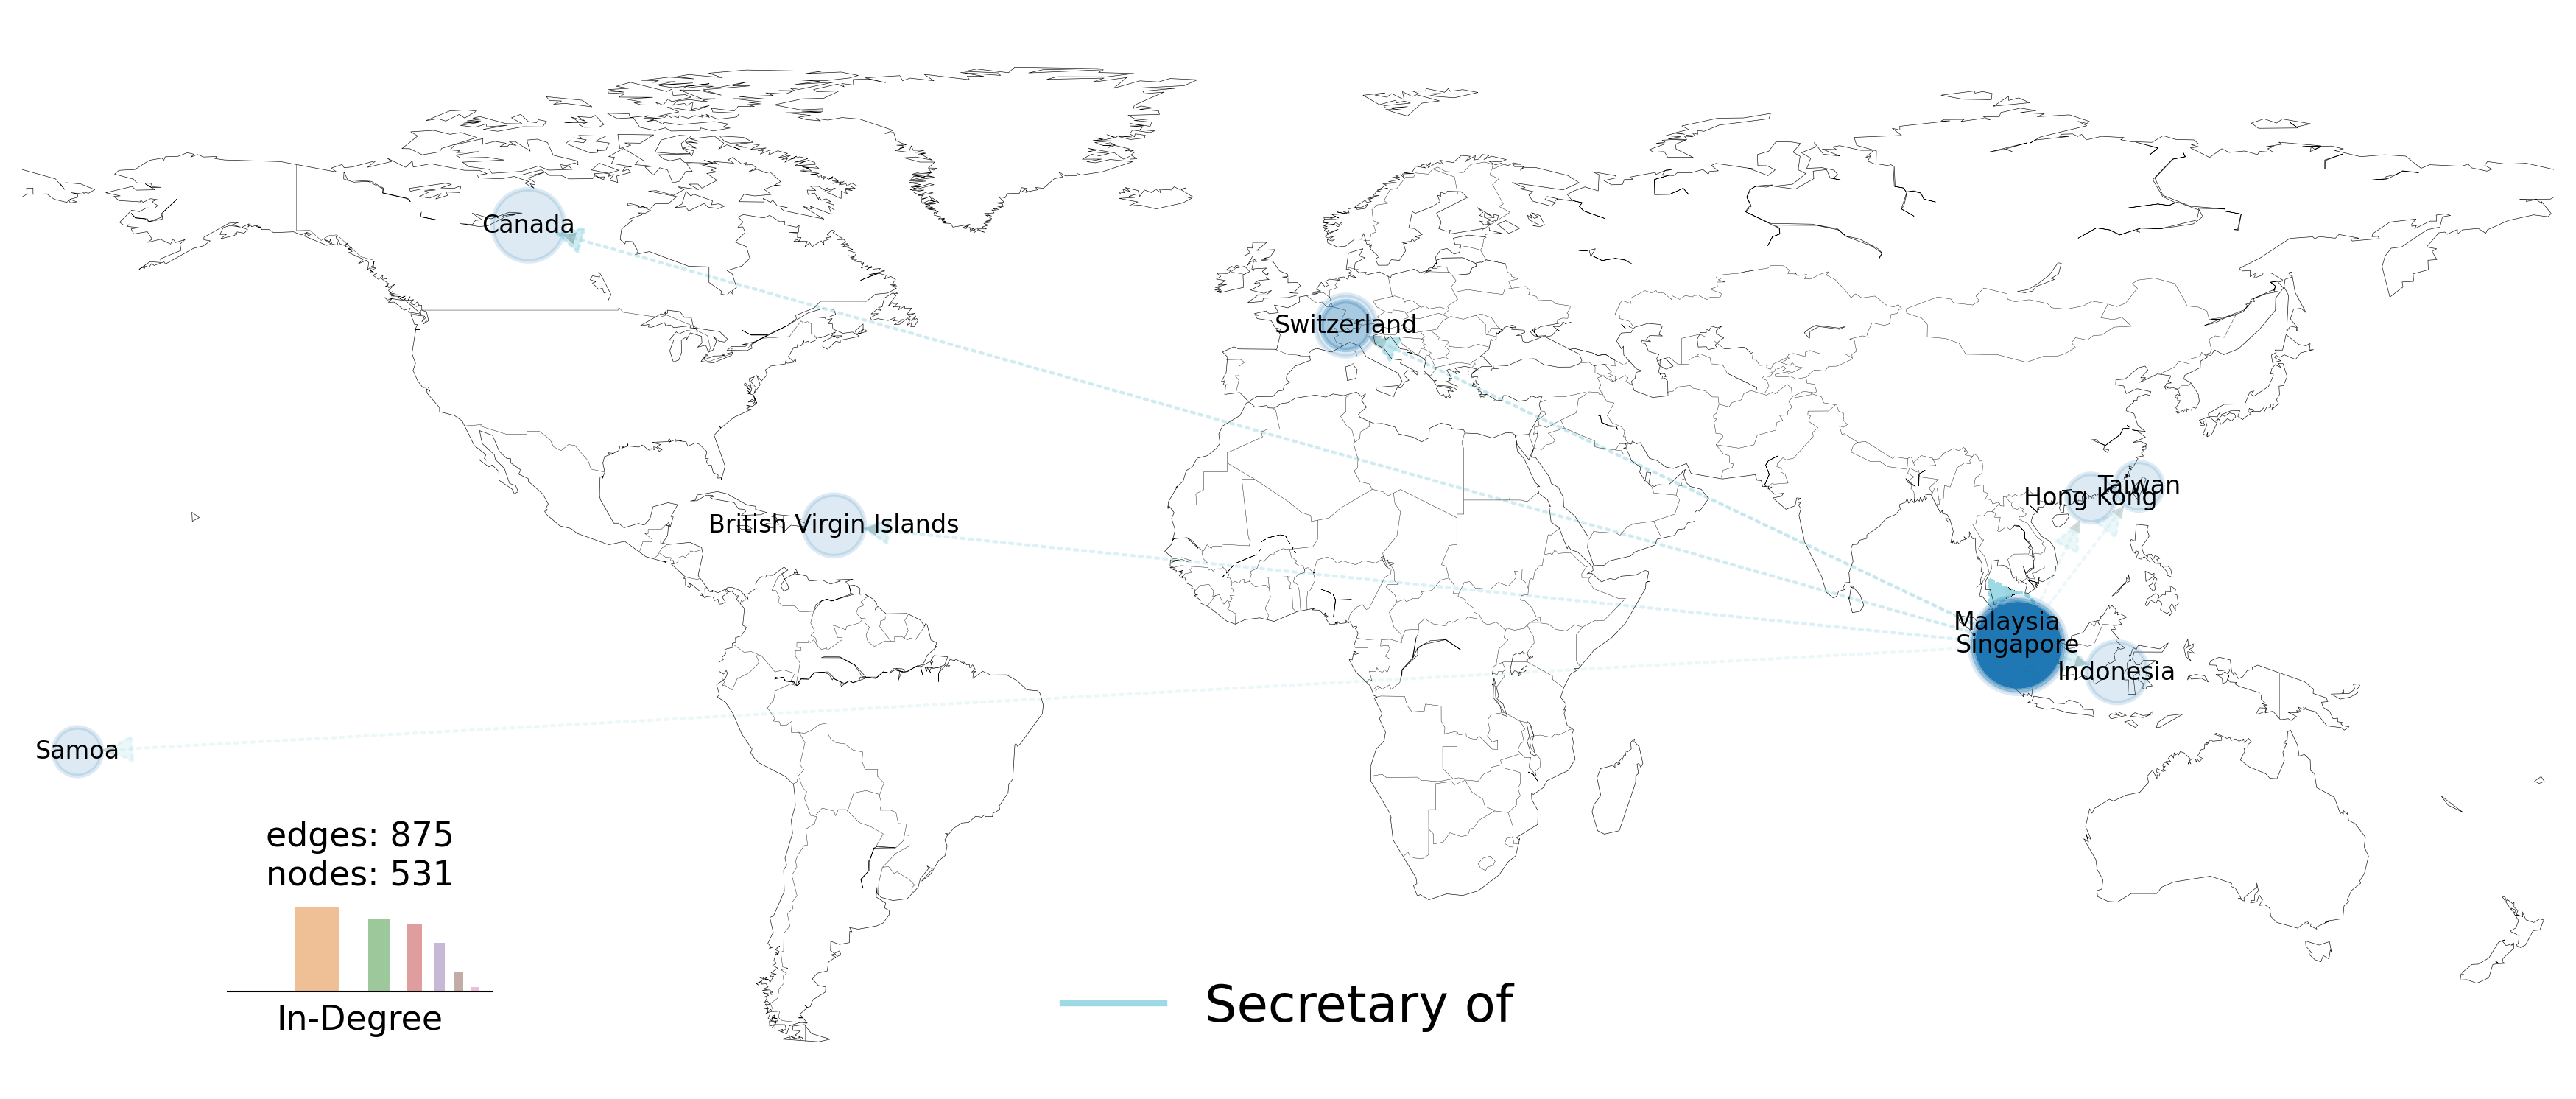 Canada
Switzerland
Taiwan
Hong Kong
British Virgin Islands
Malaysia
Singapore
Indonesia
Samoa
edges: 875
nodes: 531
In-Degree
Secretary of